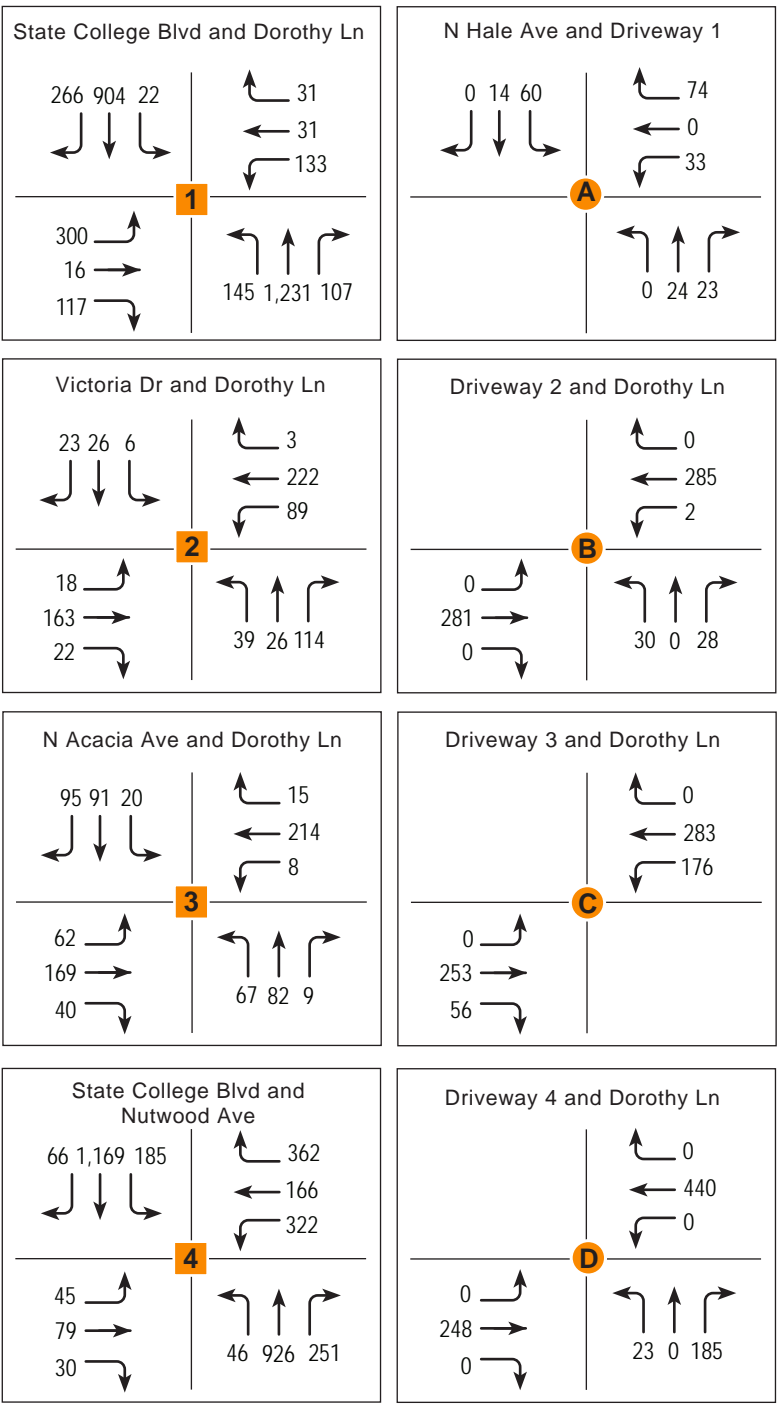 State College Blvd and Dorothy Ln
266 904 22
31
31
133
1
300
16
117
145 1,231 107
N Hale Ave and Driveway 1
0 14 60
74
0
33
A
0 24 23
Victoria Dr and Dorothy Ln
23 26 6
3
222
89
2
18
163
22
39 26 114
Driveway 2 and Dorothy Ln
0
285
2
B
0
281
0
30 0 28
N Acacia Ave and Dorothy Ln
95 91 20
15
214
8
3
62
169
40
67 82 9
Driveway 3 and Dorothy Ln
0
283
176
C
0
253
56
State College Blvd and
Nutwood Ave
66 1,169 185
362
166
322
4
45
79
30
46 926 251
Driveway 4 and Dorothy Ln
0
440
0
D
0
248
0
23 0 185